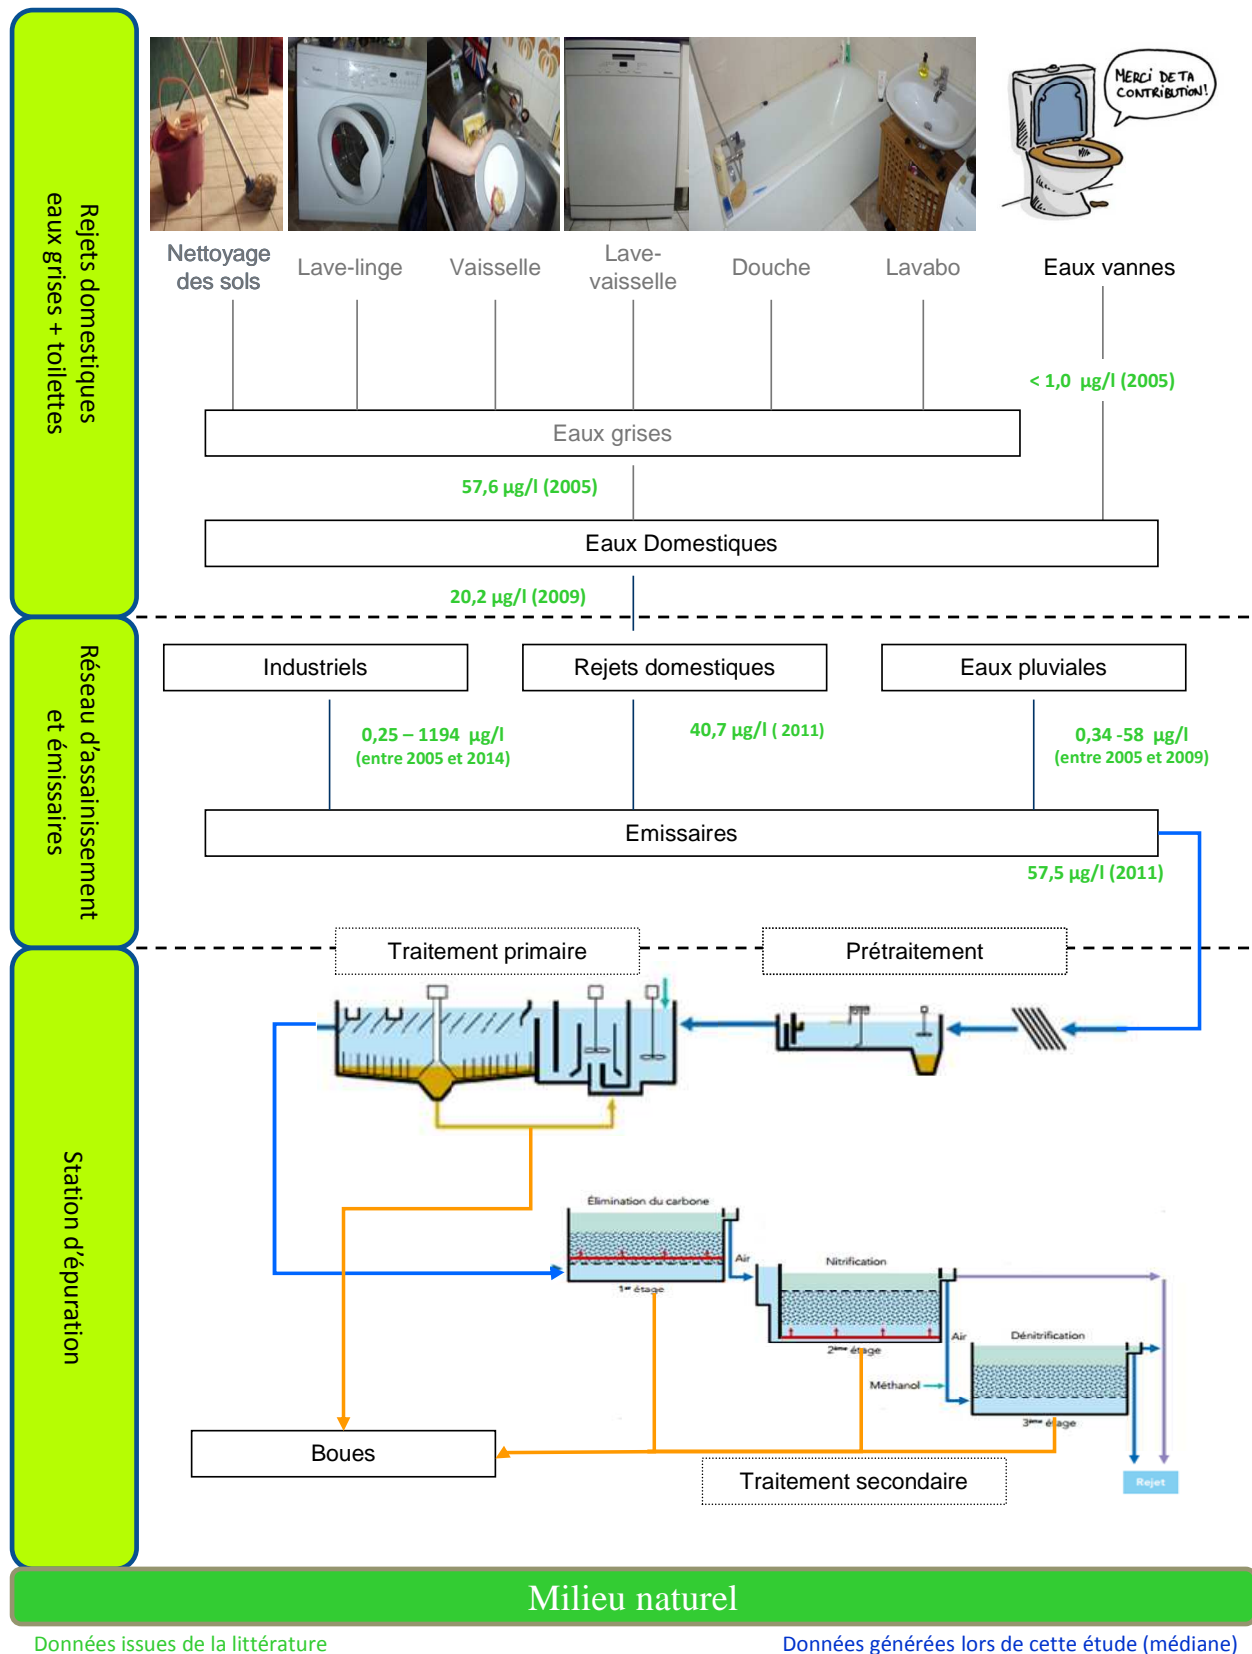 Rejets domestiques
eaux grises + toilettes
MERCI DE TA
CONTRIBUTION!
Nettoyage
des sols
Lave-linge
Vaisselle
Lave-
vaisselle
Douche
Lavabo
Eaux vannes
< 1,0 µg/l (2005)
Eaux grises
57,6 µg/l (2005)
Eaux Domestiques
20,2 µg/l (2009)
Réseau d'assainissement
et émissaires
Industriels
Rejets domestiques
Eaux pluviales
0,25 – 1194 µg/l
(entre 2005 et 2014)
40,7 µg/l ( 2011)
0,34 -58 µg/l
(entre 2005 et 2009)
Emissaires
57,5 µg/l (2011)
Station d'épuration
Traitement primaire
Prétraitement
Élimination du carbone
Air
1er étage
Nitrification
Air
2ème étage
Dénitrification
Méthanol
3ème étage
Boues
Traitement secondaire
Rejet
Milieu naturel
Données issues de la littérature
Données générées lors de cette étude (médiane)